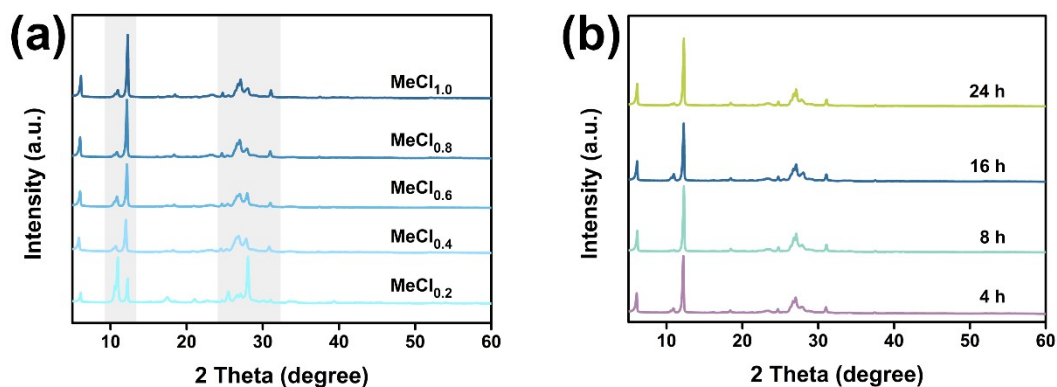 (a)
Intensity (a.u.)
MeCl1.0
MeCl0.8
MeCl0.6
MeCl0.4
MeCl0.2
10 20 30 40 50 60
2 Theta (degree)
(b)
Intensity (a.u.)
24 h
16 h
8 h
4 h
10 20 30 40 50 60
2 Theta (degree)